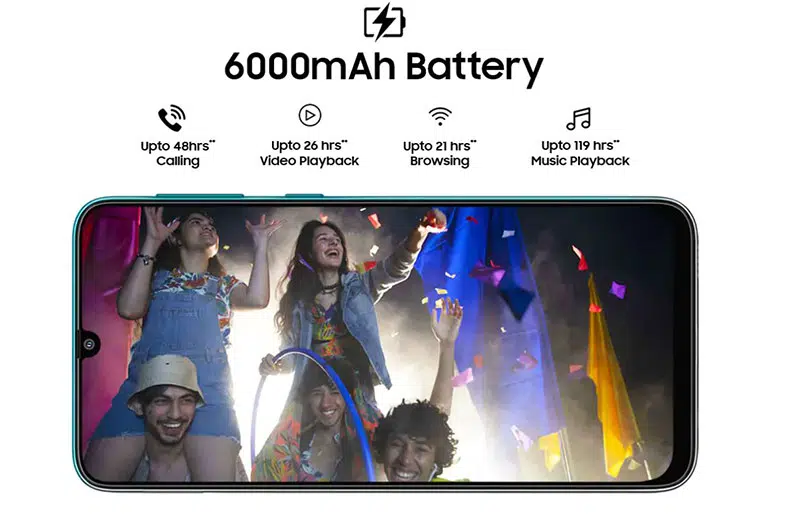 6000mAh Battery
Upto 48hrs**
Calling
Upto 26 hrs**
Video Playback
Upto 21 hrs**
Browsing
Upto 119 hrs**
Music Playback